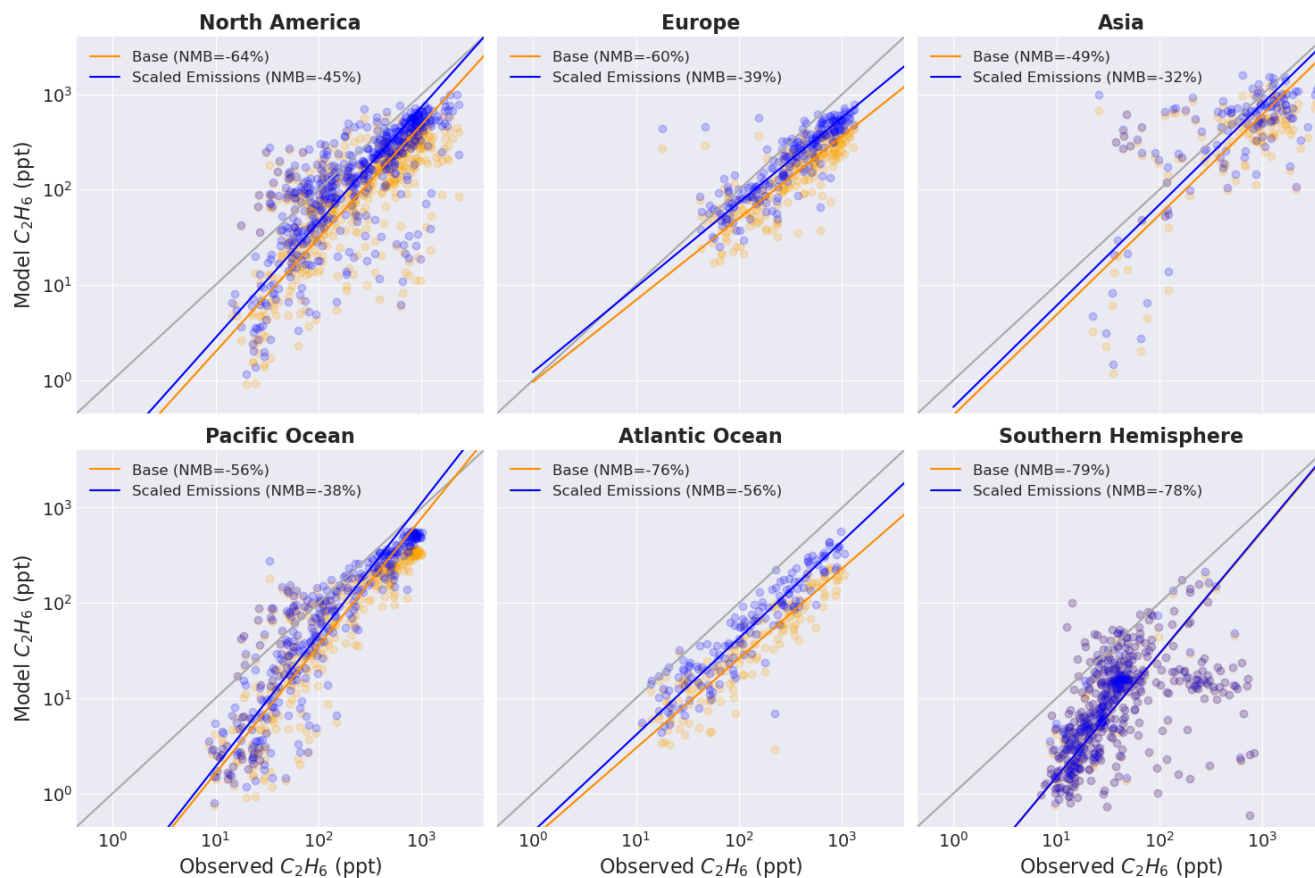 North America
Europe
Asia
Base (NMB=-64%)
Scaled Emissions (NMB=-45%)
Base (NMB=-60%)
Scaled Emissions (NMB=-39%)
Base (NMB=-49%)
Scaled Emissions (NMB=-32%)
10³
10²
10¹
10⁰
Model C₂H₆ (ppt)
Pacific Ocean
Atlantic Ocean
Southern Hemisphere
Base (NMB=-56%)
Scaled Emissions (NMB=-38%)
Base (NMB=-76%)
Scaled Emissions (NMB=-56%)
Base (NMB=-79%)
Scaled Emissions (NMB=-78%)
10³
10²
10¹
10⁰
Model C₂H₆ (ppt)
10⁰ 10¹ 10² 10³
10⁰ 10¹ 10² 10³
10⁰ 10¹ 10² 10³
Observed C₂H₆ (ppt)
Observed C₂H₆ (ppt)
Observed C₂H₆ (ppt)